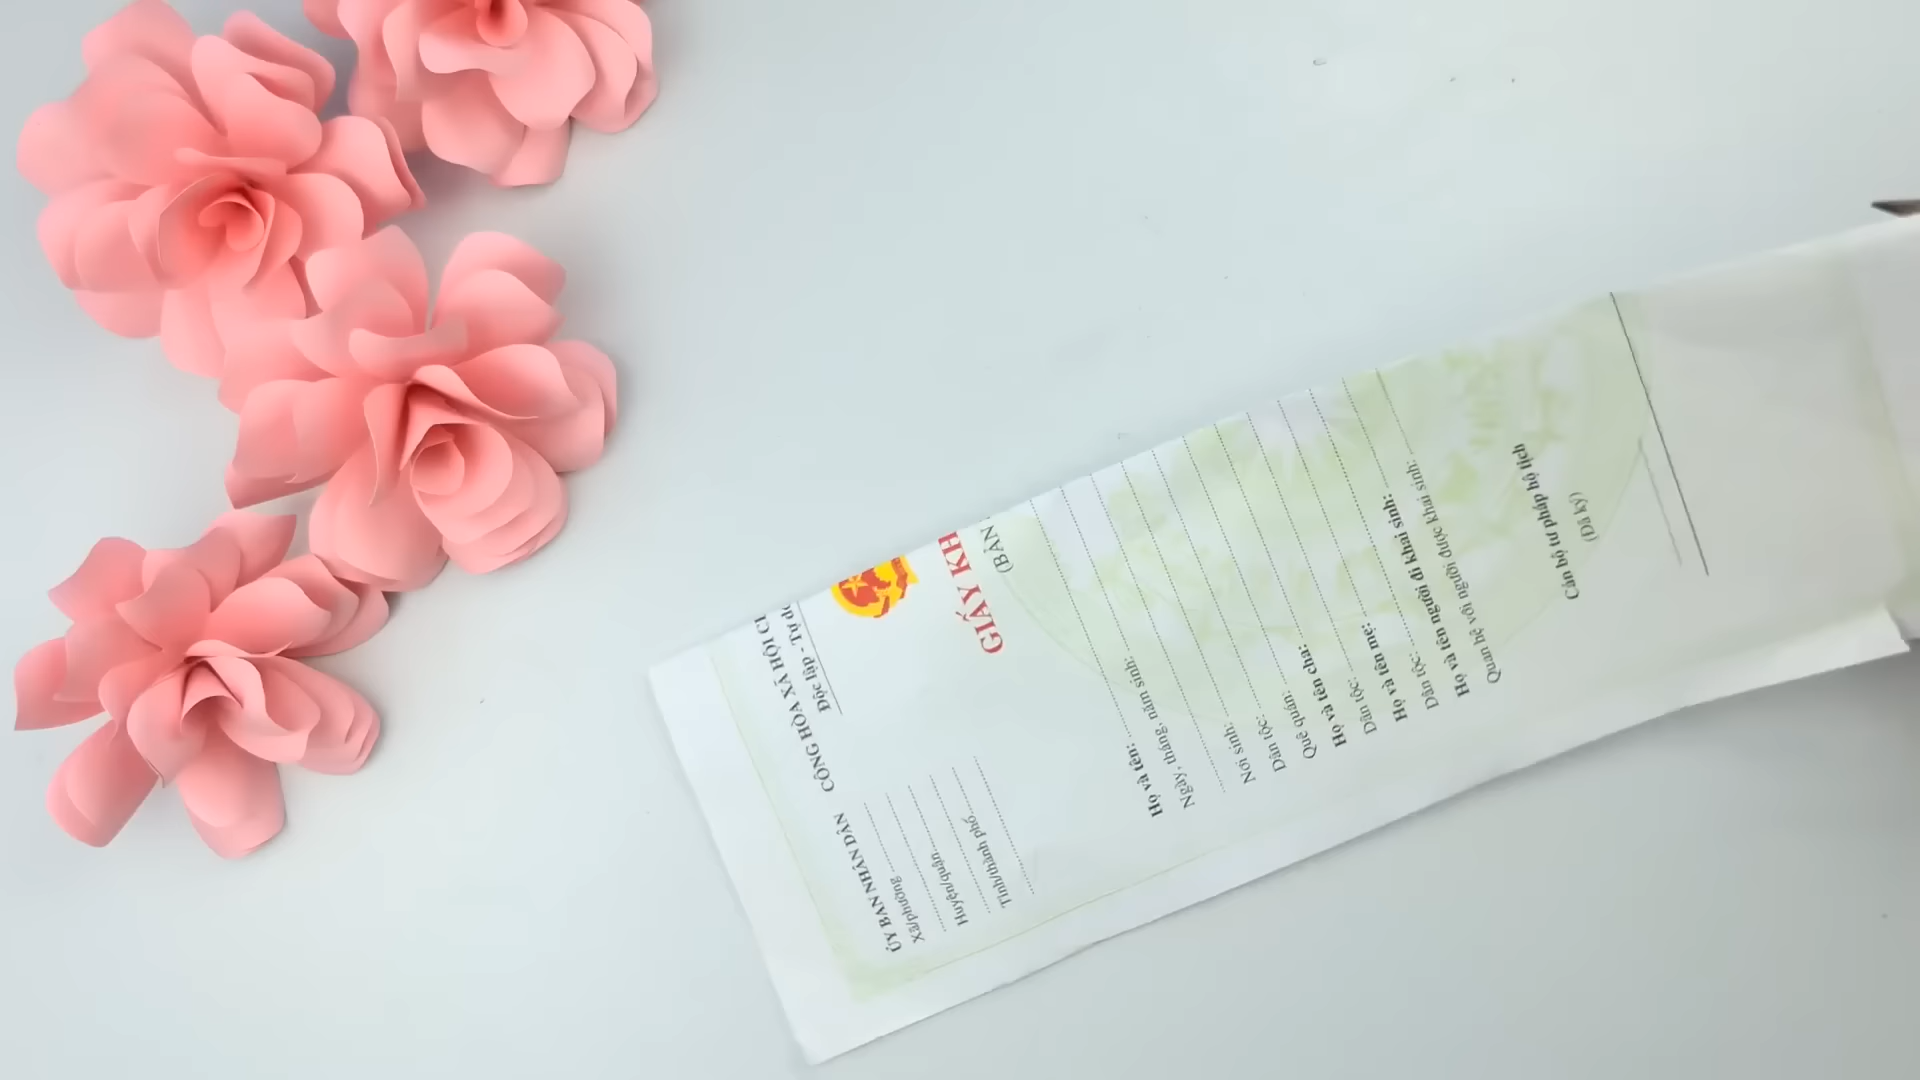 CỘNG HÒA XÃ HỘI CH
Độc lập - Tự do
ỦY BAN NHÂN DÂN
Xã/phường
Huyện/quận
Tỉnh/thành phố
GIẤY KH
(BẢN
Họ và tên:
Ngày, tháng, năm sinh:
Nơi sinh:
Dân tộc:
Quê quán:
Họ và tên cha:
Dân tộc:
Họ và tên mẹ:
Dân tộc:
Họ và tên người đi khai sinh:
Quan hệ với người được khai sinh:
Cán bộ tư pháp hộ tịch
(Đã ký)